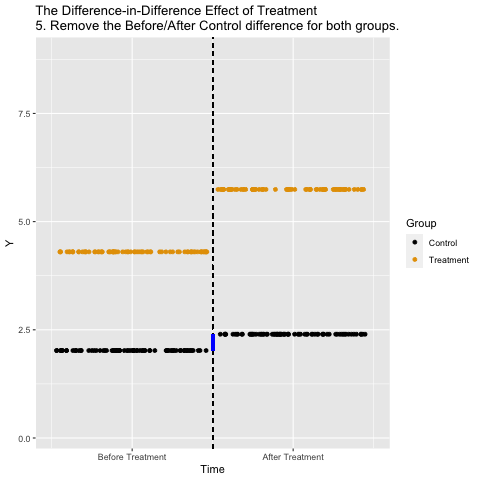 The Difference-in-Difference Effect of Treatment
5. Remove the Before/After Control difference for both groups.
7.5
5.0
2.5
0.0
Y
Before Treatment
After Treatment
Time
Group
Control
Treatment